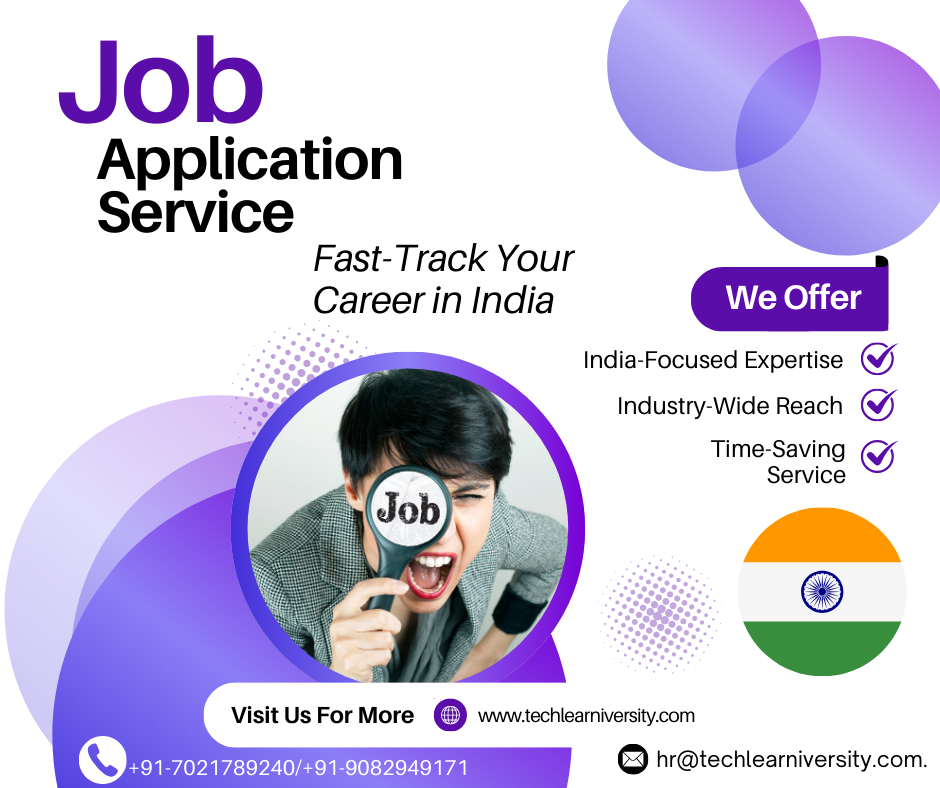 Job
Application
Service
Fast-Track Your
Career in India
We Offer
India-Focused Expertise
Industry-Wide Reach
Time-Saving
Service
Job
Visit Us For More
www.techlearniversity.com
+91-7021789240/+91-9082949171
hr@techlearniversity.com.